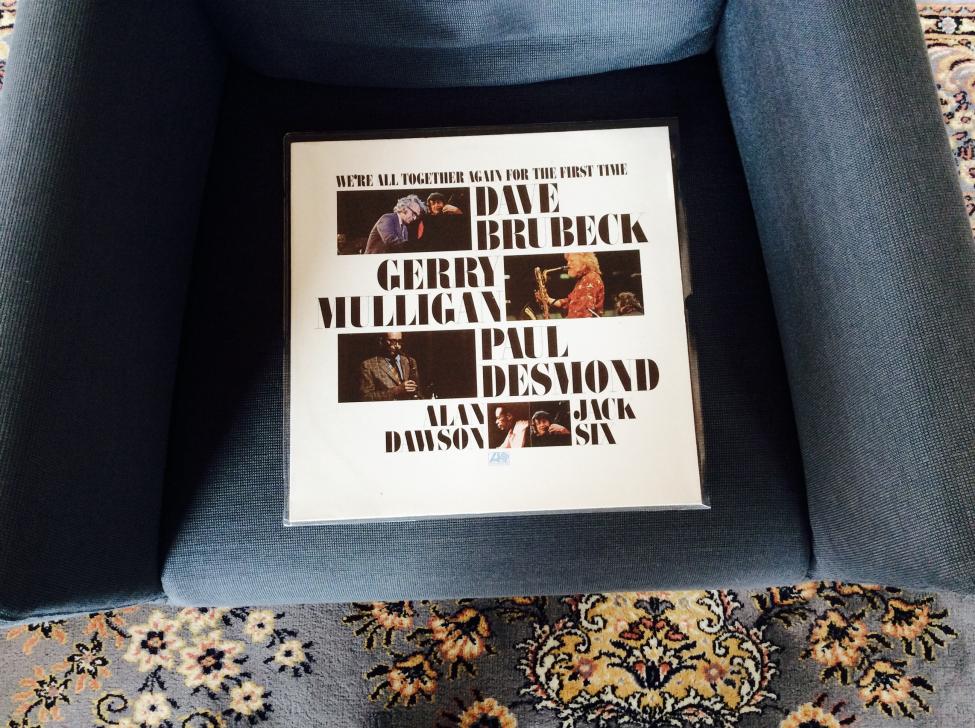 WE'RE ALL TOGETHER AGAIN FOR THE FIRST TIME
DAVE
BRUBECK
GERRY
MULLIGAN
PAUL
DESMOND
ALAN
DAWSON
JACK
SIX